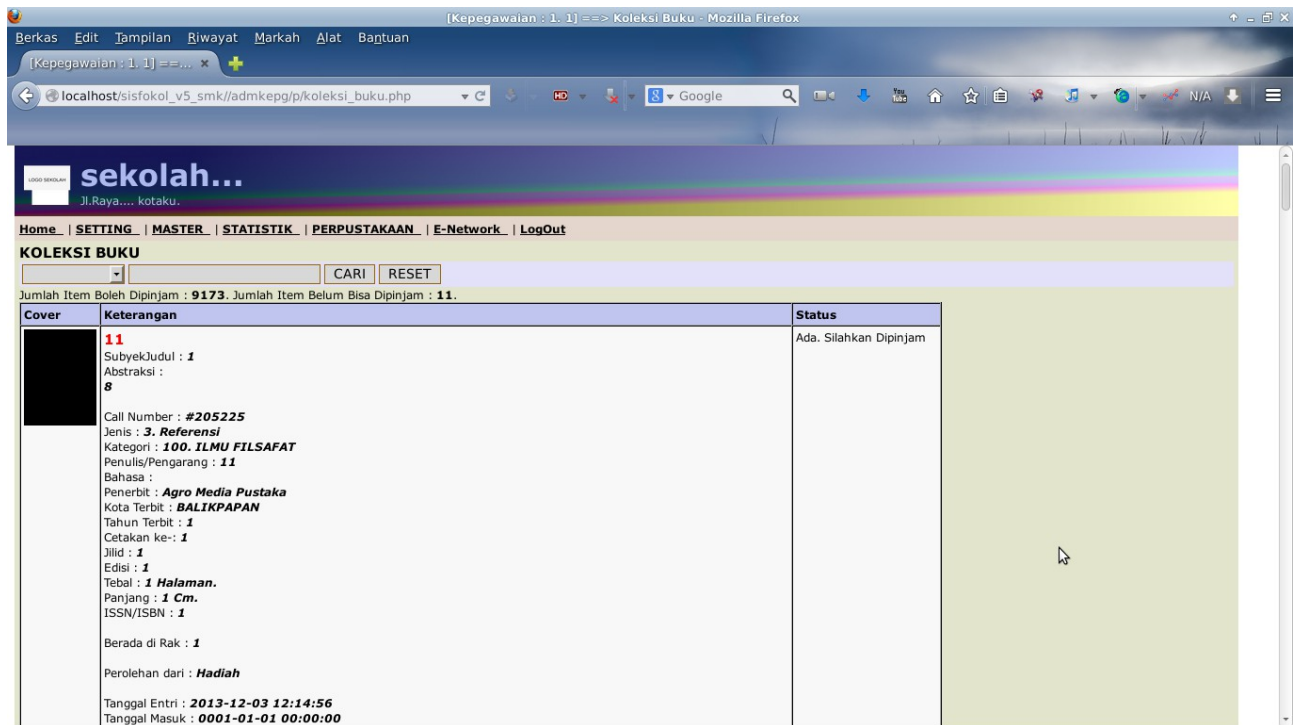 [Kepegawaian : 1. 1] ==> Koleksi Buku - Mozilla Firefox
Berkas Edit Tampilan Riwayat Markah Alat Bantuan
[Kepegawaian : 1. 1] ==...
localhost/sisfokol_v5_smk//admkepg/p/koleksi_buku.php HD 8 Google You Tube N/A
LOGO SEKOLAH
sekolah...
Jl.Raya.... kotaku.
Home | SETTING | MASTER | STATISTIK | PERPUSTAKAAN | E-Network | LogOut
KOLEKSI BUKU
CARI RESET
Jumlah Item Boleh Dipinjam : 9173. Jumlah Item Belum Bisa Dipinjam : 11.
Cover Keterangan Status
11 Ada. Silahkan Dipinjam
SubyekJudul : 1
Abstraksi :
8
Call Number : #205225
Jenis : 3. Referensi
Kategori : 100. ILMU FILSAFAT
Penulis/Pengarang : 11
Bahasa :
Penerbit : Agro Media Pustaka
Kota Terbit : BALIKPAPAN
Tahun Terbit : 1
Cetakan ke-: 1
Jilid : 1
Edisi : 1
Tebal : 1 Halaman.
Panjang : 1 Cm.
ISSN/ISBN : 1
Berada di Rak : 1
Perolehan dari : Hadiah
Tanggal Entri : 2013-12-03 12:14:56
Tanggal Masuk : 0001-01-01 00:00:00